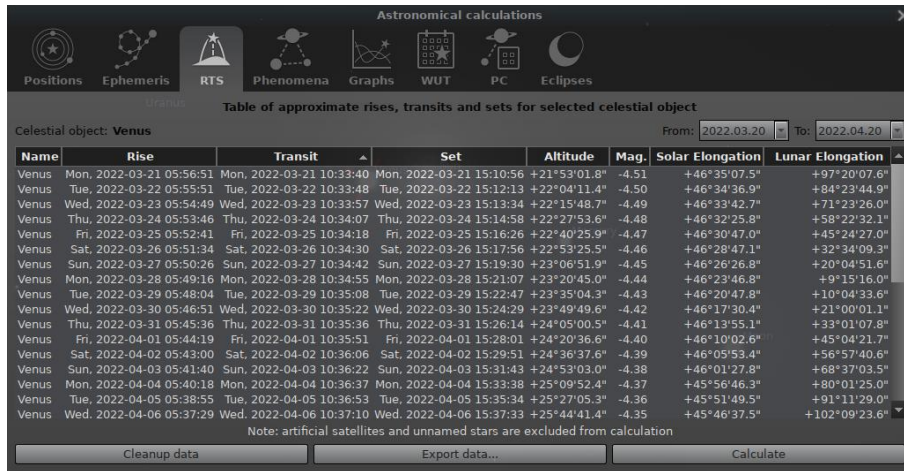 Astronomical calculations
Positions Ephemeris RTS Phenomena Graphs WUT PC Eclipses
Uranus
Table of approximate rises, transits and sets for selected celestial object
Celestial object: Venus From: 2022.03.20 To: 2022.04.20
Name Rise Transit Set Altitude Mag. Solar Elongation Lunar Elongation
Venus Mon, 2022-03-21 05:56:51 Mon, 2022-03-21 10:33:40 Mon, 2022-03-21 15:10:56 +21°53'01.8" -4.51 +46°35'07.5" +97°20'07.6"
Venus Tue, 2022-03-22 05:55:51 Tue, 2022-03-22 10:33:48 Tue, 2022-03-22 15:12:13 +22°04'11.4" -4.50 +46°34'36.9" +84°23'44.9"
Venus Wed, 2022-03-23 05:54:49 Wed, 2022-03-23 10:33:57 Wed, 2022-03-23 15:13:34 +22°15'48.7" -4.49 +46°33'42.7" +71°23'26.0"
Venus Thu, 2022-03-24 05:53:46 Thu, 2022-03-24 10:34:07 Thu, 2022-03-24 15:14:58 +22°27'53.6" -4.48 +46°32'25.8" +58°22'32.1"
Venus Fri, 2022-03-25 05:52:41 Fri, 2022-03-25 10:34:18 Fri, 2022-03-25 15:16:26 +22°40'25.9" -4.47 +46°30'47.0" +45°24'27.0"
Venus Sat, 2022-03-26 05:51:34 Sat, 2022-03-26 10:34:30 Sat, 2022-03-26 15:17:56 +22°53'25.5" -4.46 +46°28'47.1" +32°34'09.3"
Venus Sun, 2022-03-27 05:50:26 Sun, 2022-03-27 10:34:42 Sun, 2022-03-27 15:19:30 +23°06'51.9" -4.45 +46°26'26.8" +20°04'51.6"
Venus Mon, 2022-03-28 05:49:16 Mon, 2022-03-28 10:34:55 Mon, 2022-03-28 15:21:07 +23°20'45.0" -4.44 +46°23'46.8" +9°15'16.0"
Venus Tue, 2022-03-29 05:48:04 Tue, 2022-03-29 10:35:08 Tue, 2022-03-29 15:22:47 +23°35'04.3" -4.43 +46°20'47.8" +10°04'33.6"
Venus Wed, 2022-03-30 05:46:51 Wed, 2022-03-30 10:35:22 Wed, 2022-03-30 15:24:29 +23°49'49.6" -4.42 +46°17'30.4" +21°00'01.1"
Venus Thu, 2022-03-31 05:45:36 Thu, 2022-03-31 10:35:36 Thu, 2022-03-31 15:26:14 +24°05'00.5" -4.41 +46°13'55.1" +33°01'07.8"
Venus Fri, 2022-04-01 05:44:19 Fri, 2022-04-01 10:35:51 Fri, 2022-04-01 15:28:01 +24°20'36.6" -4.40 +46°10'02.6" +45°04'21.7"
Venus Sat, 2022-04-02 05:43:00 Sat, 2022-04-02 10:36:06 Sat, 2022-04-02 15:29:51 +24°36'37.6" -4.39 +46°05'53.4" +56°57'40.6"
Venus Sun, 2022-04-03 05:41:40 Sun, 2022-04-03 10:36:22 Sun, 2022-04-03 15:31:43 +24°53'03.0" -4.38 +46°01'27.8" +68°37'03.5"
Venus Mon, 2022-04-04 05:40:18 Mon, 2022-04-04 10:36:37 Mon, 2022-04-04 15:33:38 +25°09'52.4" -4.37 +45°56'46.3" +80°01'25.0"
Venus Tue, 2022-04-05 05:38:55 Tue, 2022-04-05 10:36:53 Tue, 2022-04-05 15:35:34 +25°27'05.3" -4.36 +45°51'49.5" +91°11'29.0"
Venus Wed, 2022-04-06 05:37:29 Wed, 2022-04-06 10:37:10 Wed, 2022-04-06 15:37:33 +25°44'41.4" -4.35 +45°46'37.5" +102°09'23.6"
Note: artificial satellites and unnamed stars are excluded from calculation
Cleanup data Export data... Calculate